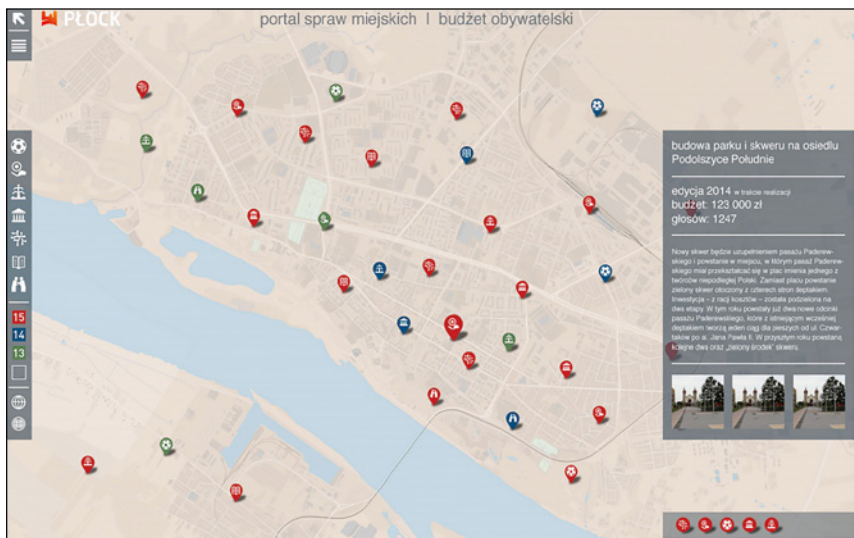 PŁOCK
portal spraw miejskich | budżet obywatelski
budowa parku i skweru na osiedlu
Podolszyce Południe
edycja 2014 w trakcie realizacji
budżet: 123 000 zł
głosów: 1247
Nowy skwer będzie uzupełnieniem pasażu Paderew-
skiego i powstanie w miejscu, w którym pasaż Paderew-
skiego miał przekształcać się w plac imienia jednego z
twórców niepodległej Polski. Zamiast placu powstanie
zielony skwer otoczony z czterech stron deptakiem.
Inwestycja – z racji kosztów – została podzielona na
dwa etapy. W tym roku powstały już dwa nowe odcinki
pasażu Paderewskiego, które z istniejącym wcześniej
deptakiem tworzą jeden ciąg dla pieszych od ul. Czwar-
taków po al. Jana Pawła II. W przyszłym roku powstaną
kolejne dwa oraz „zielony środek" skweru.
15
14
13